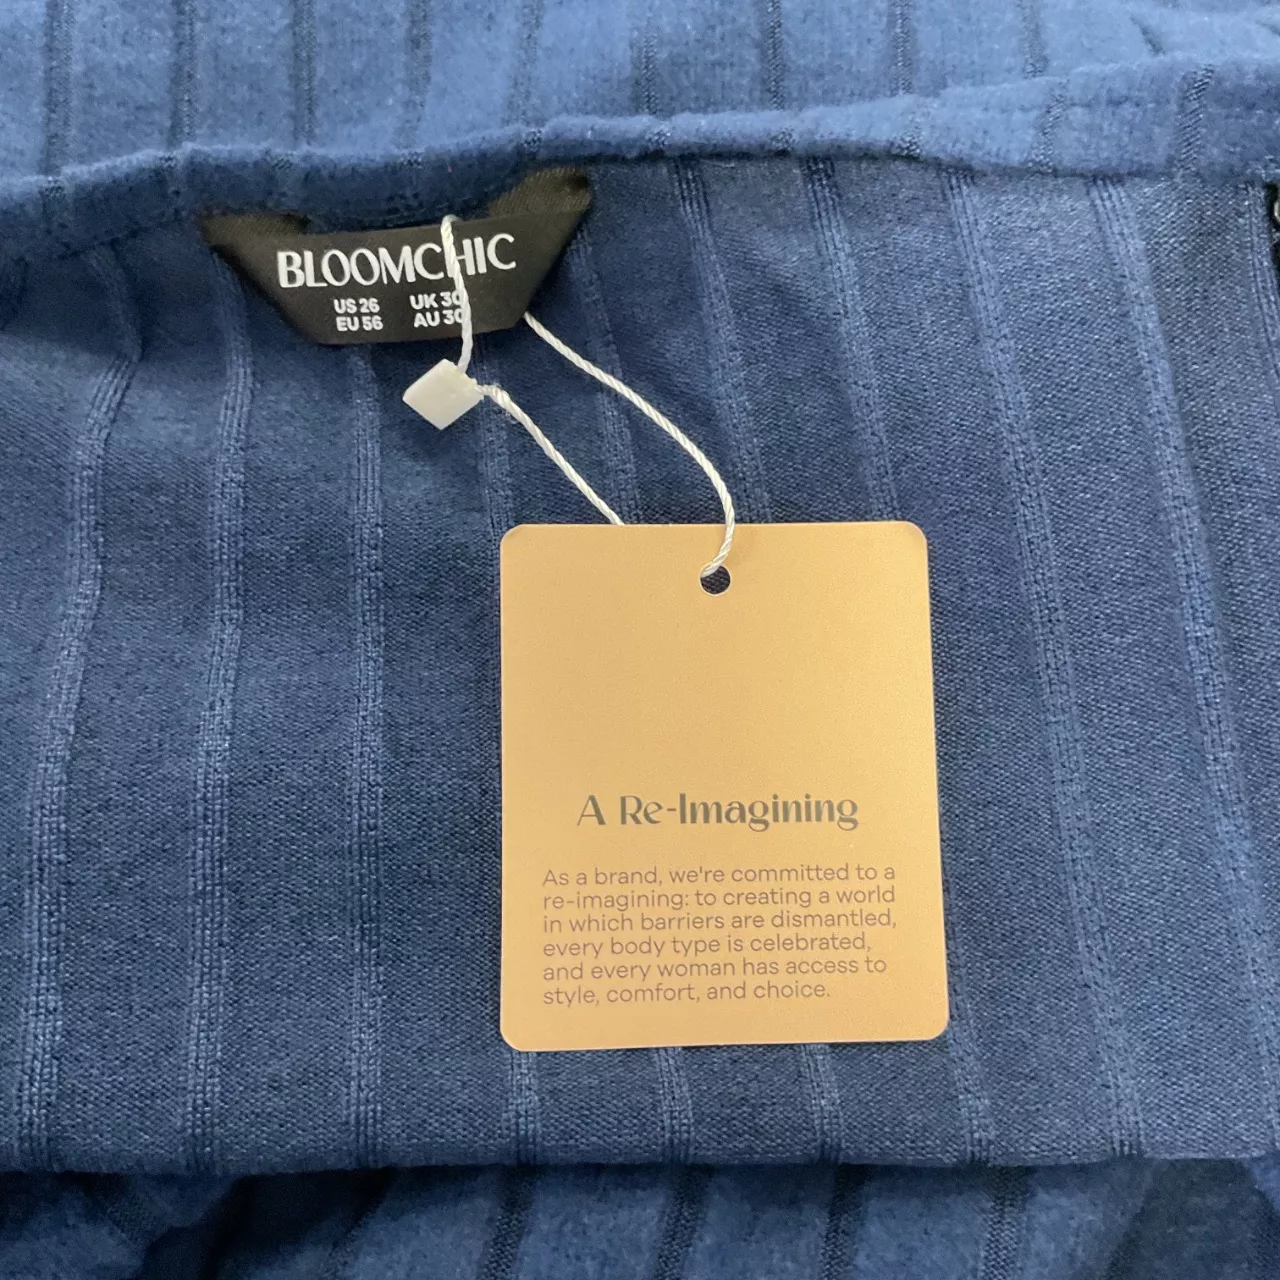 BLOOMCHIC
US 26 UK 30
EU 56 AU 30
A Re-Imagining
As a brand, we're committed to a
re-imagining: to creating a world
in which barriers are dismantled,
every body type is celebrated,
and every woman has access to
style, comfort, and choice.